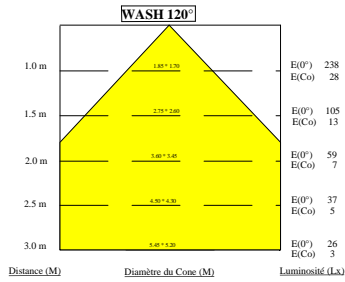 WASH 120°
1.0 m 1.85 * 1.70 E(0°) 238
E(Co) 28
1.5 m 2.75 * 2.60 E(0°) 105
E(Co) 13
2.0 m 3.60 * 3.45 E(0°) 59
E(Co) 7
2.5 m 4.50 * 4.30 E(0°) 37
E(Co) 5
3.0 m 5.45 * 5.20 E(0°) 26
E(Co) 3
Distance (M) Diamètre du Cone (M) Luminosité (Lx)